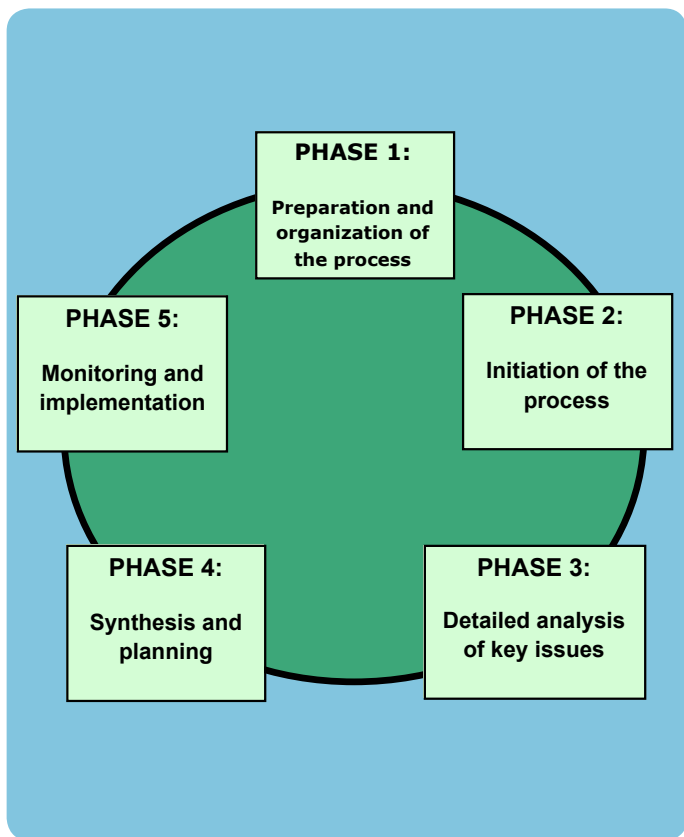 PHASE 1:
Preparation and
organization of
the process
PHASE 2:
Initiation of the
process
PHASE 3:
Detailed analysis
of key issues
PHASE 4:
Synthesis and
planning
PHASE 5:
Monitoring and
implementation